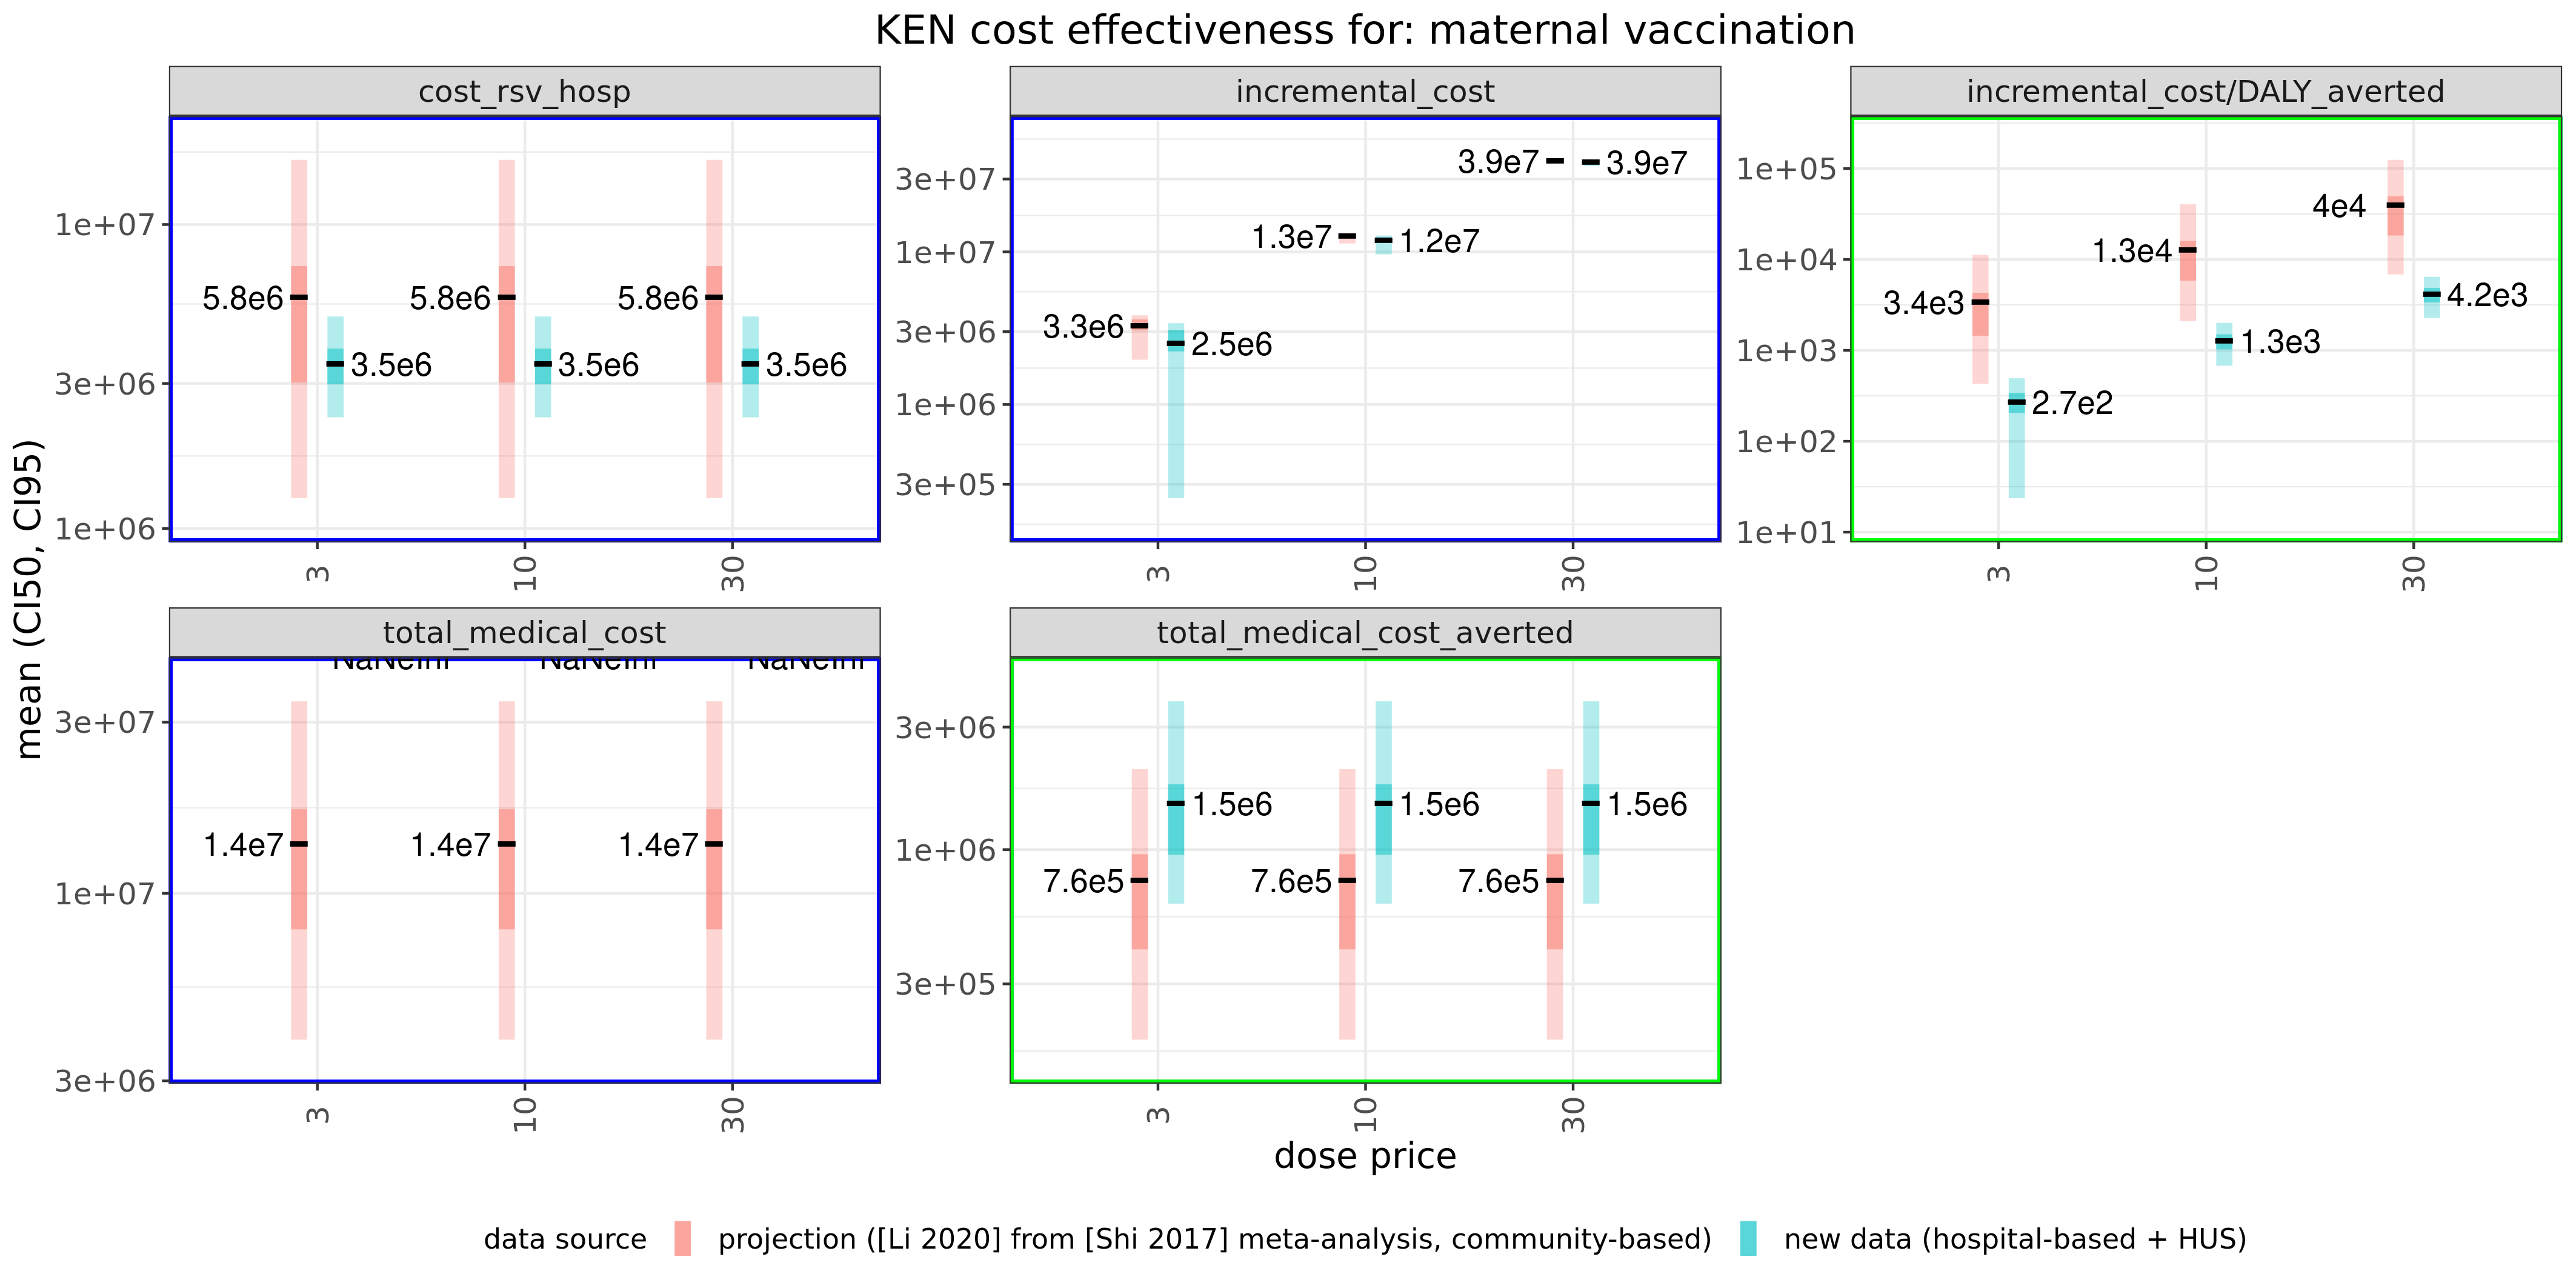 KEN cost effectiveness for: maternal vaccination
cost_rsv_hosp
incremental_cost
incremental_cost/DALY_averted
mean (CI50, CI95)
1e+07
3e+06
1e+06
5.8e6
3.5e6
5.8e6
3.5e6
5.8e6
3.5e6
3
10
30
3e+07
1e+07
3e+06
1e+06
3e+05
3.3e6
2.5e6
1.3e7
1.2e7
3.9e7
3.9e7
3
10
30
1e+05
1e+04
1e+03
1e+02
1e+01
3.4e3
2.7e2
1.3e4
1.3e3
4e4
4.2e3
3
10
30
total_medical_cost
total_medical_cost_averted
NaNeInf
NaNeInf
NaNeInf
3e+07
1e+07
3e+06
1.4e7
1.4e7
1.4e7
3
10
30
3e+06
1e+06
3e+05
7.6e5
1.5e6
7.6e5
1.5e6
7.6e5
1.5e6
3
10
30
dose price
data source
projection ([Li 2020] from [Shi 2017] meta-analysis, community-based)
new data (hospital-based + HUS)